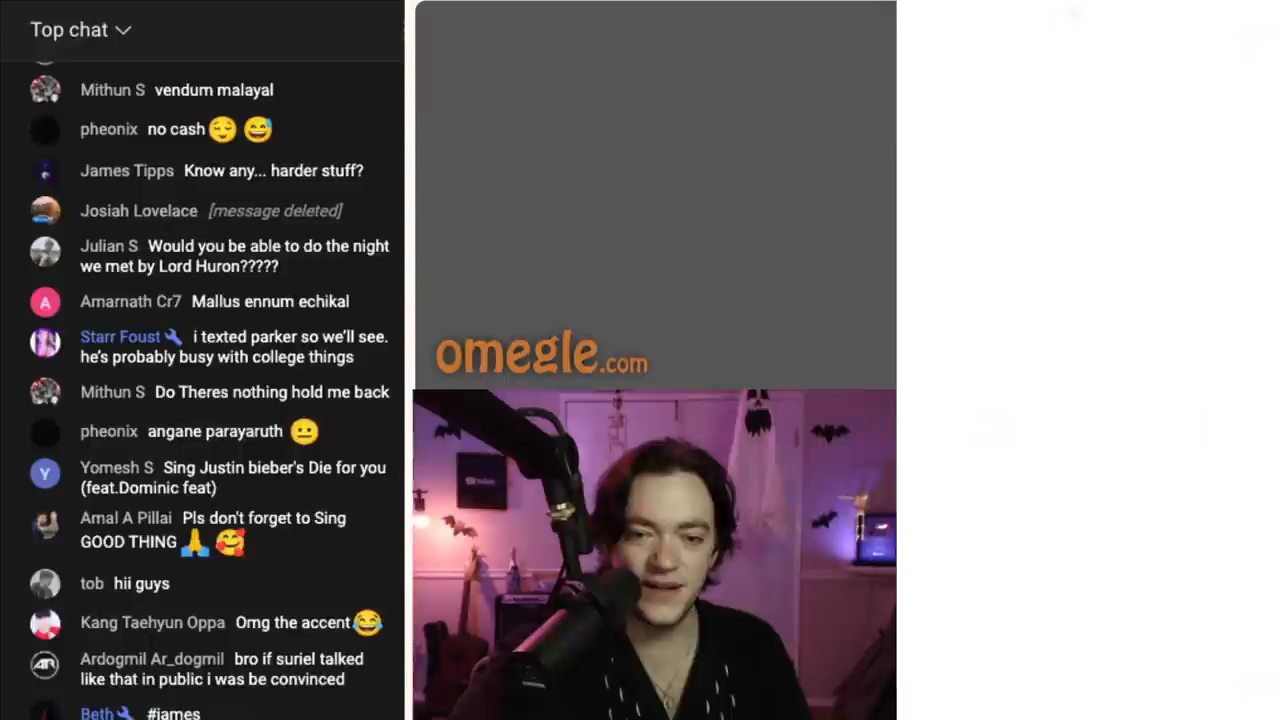 Top chat
Mithun S vendum malayal
pheonix no cash😌 😅
James Tipps Know any... harder stuff?
Josiah Lovelace [message deleted]
Julian S Would you be able to do the night
we met by Lord Huron?????
Amarnath Cr7 Mallus ennum echikal
Starr Foust i texted parker so we'll see.
he's probably busy with college things
Mithun S Do Theres nothing hold me back
pheonix angane parayaruth 😐
Yomesh S Sing Justin bieber's Die for you
(feat.Dominic feat)
Amal A Pillai Pls don't forget to Sing
GOOD THING 🙏 🥰
tob hii guys
Kang Taehyun Oppa Omg the accent😂
Ardogmil Ar_dogmil bro if suriel talked
like that in public i was be convinced
Beth #james
omegle.com